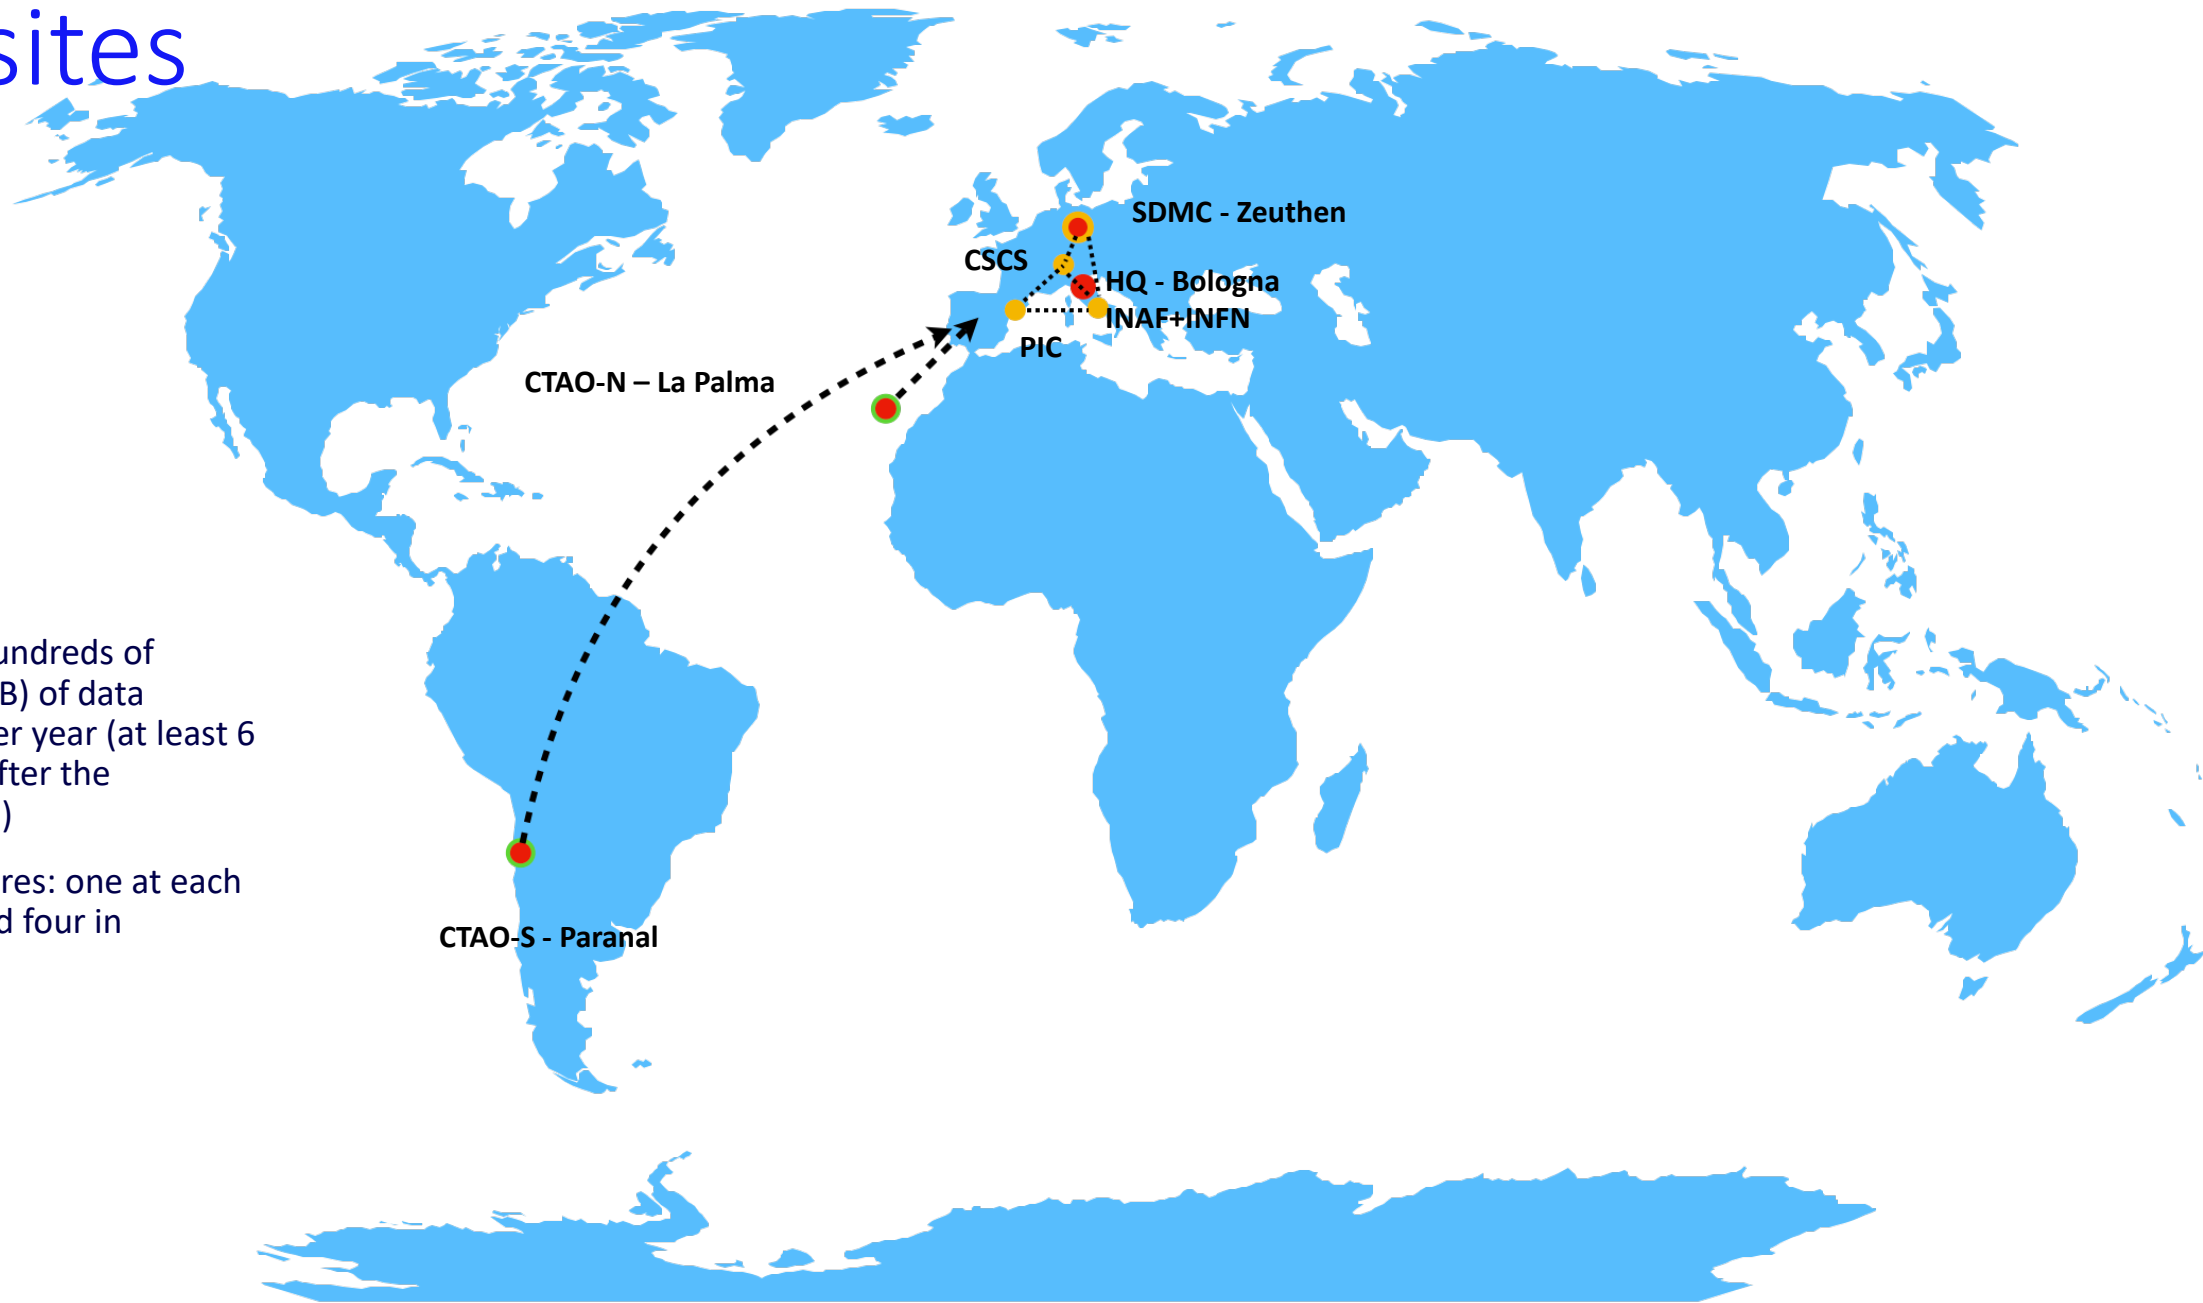 sites
SDMC - Zeuthen
CSCS
HQ - Bologna
INAF+INFN
PIC
CTAO-N – La Palma
undreds of
B) of data
er year (at least 6
fter the
)
res: one at each
d four in
CTAO-S - Paranal